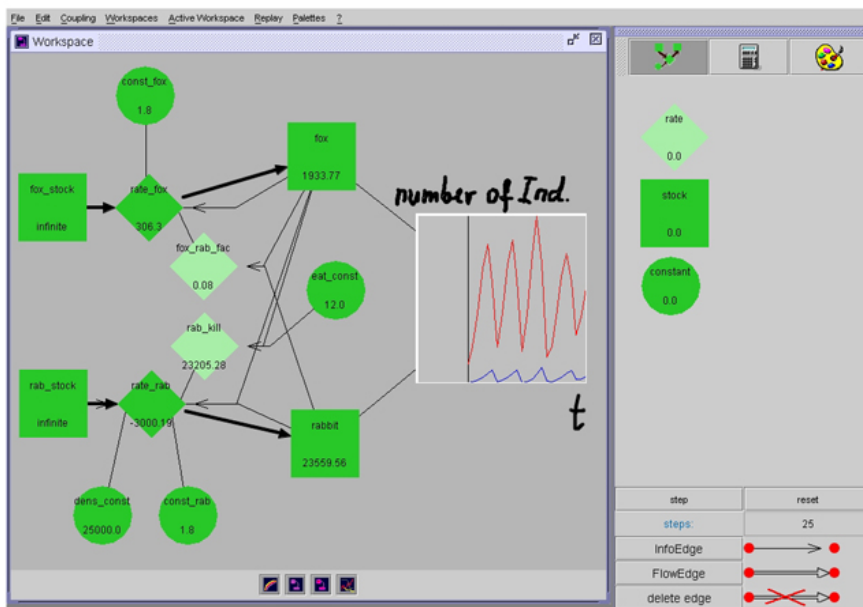 File Edit Coupling Workspaces Active Workspace Replay Palettes ?
Workspace
const_fox
1.8
fox_stock
infinite
rate_fox
306.3
fox
1933.77
fox_rab_fac
0.08
eat_const
12.0
rab_kill
23205.28
rab_stock
infinite
rate_rab
-3000.19
rabbit
23559.56
dens_const
25000.0
const_rab
1.8
number of Ind.
t
rate
0.0
stock
0.0
constant
0.0
step reset
steps: 25
InfoEdge
FlowEdge
delete edge